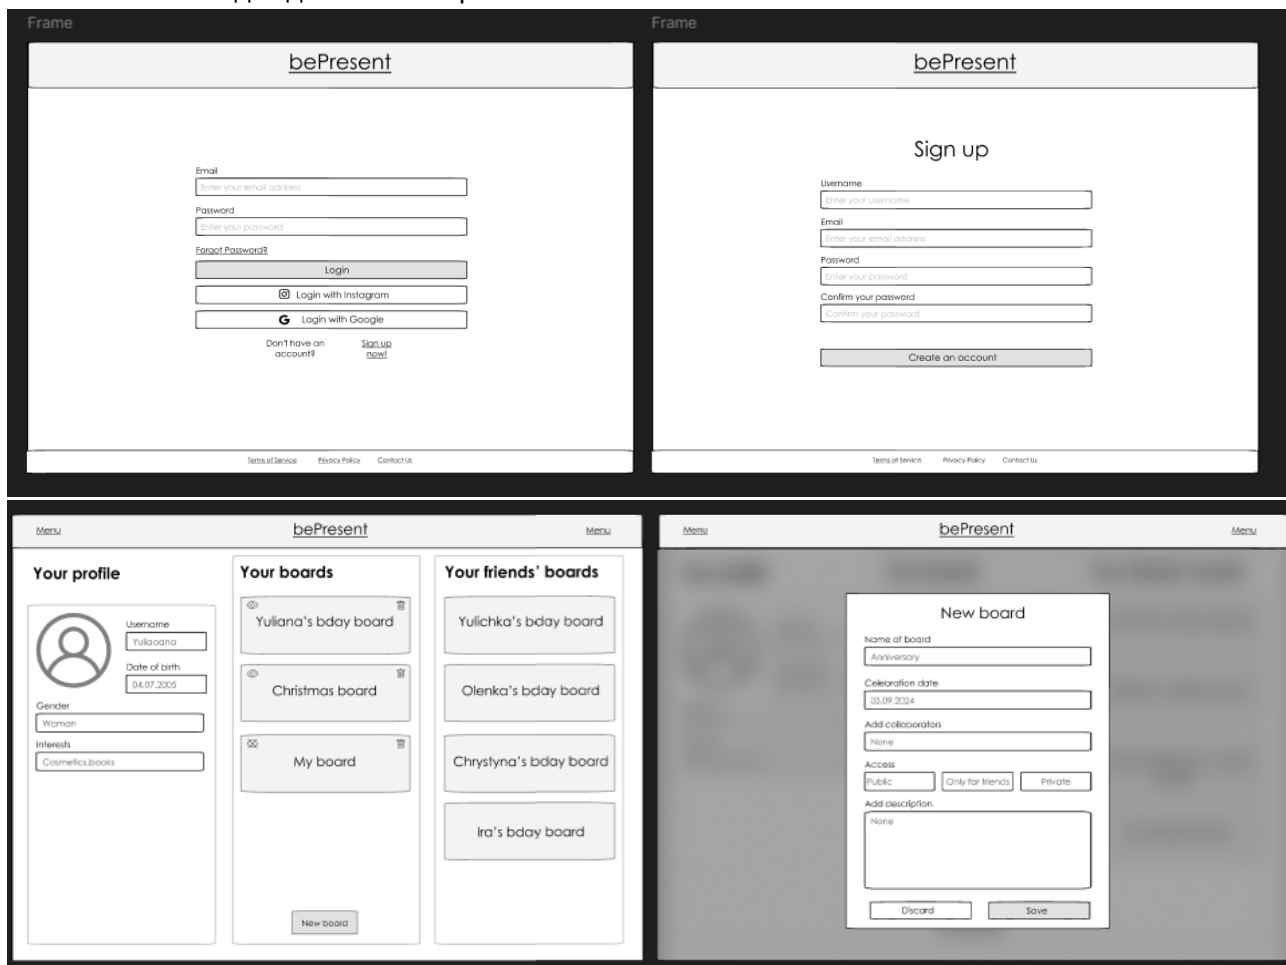 Frame
bePresent
Email
Enter your email address
Password
Enter your password
Forgot Password?
Login
Login with Instagram
G Login with Google
Don't have an account?
Sign up now!
Terms of Service Privacy Policy Contact Us
Frame
bePresent
Sign up
Username
Enter your username
Email
Enter your email address
Password
Enter your password
Confirm your password
Confirm your password
Create an account
Terms of Service Privacy Policy Contact Us
Menu bePresent Menu
Your profile
Username
Yuliaoana
Date of birth
04.07.2005
Gender
Woman
Interests
Cosmetics,books
Your boards
Yuliana's bday board
Christmas board
My board
New board
Your friends' boards
Yulichka's bday board
Olenka's bday board
Chrystyna's bday board
Ira's bday board
Menu bePresent Menu
New board
Name of board
Anniversary
Celebration date
03.09.2024
Add collaborators
None
Access
Public Only for friends Private
Add description
None
Discard Save